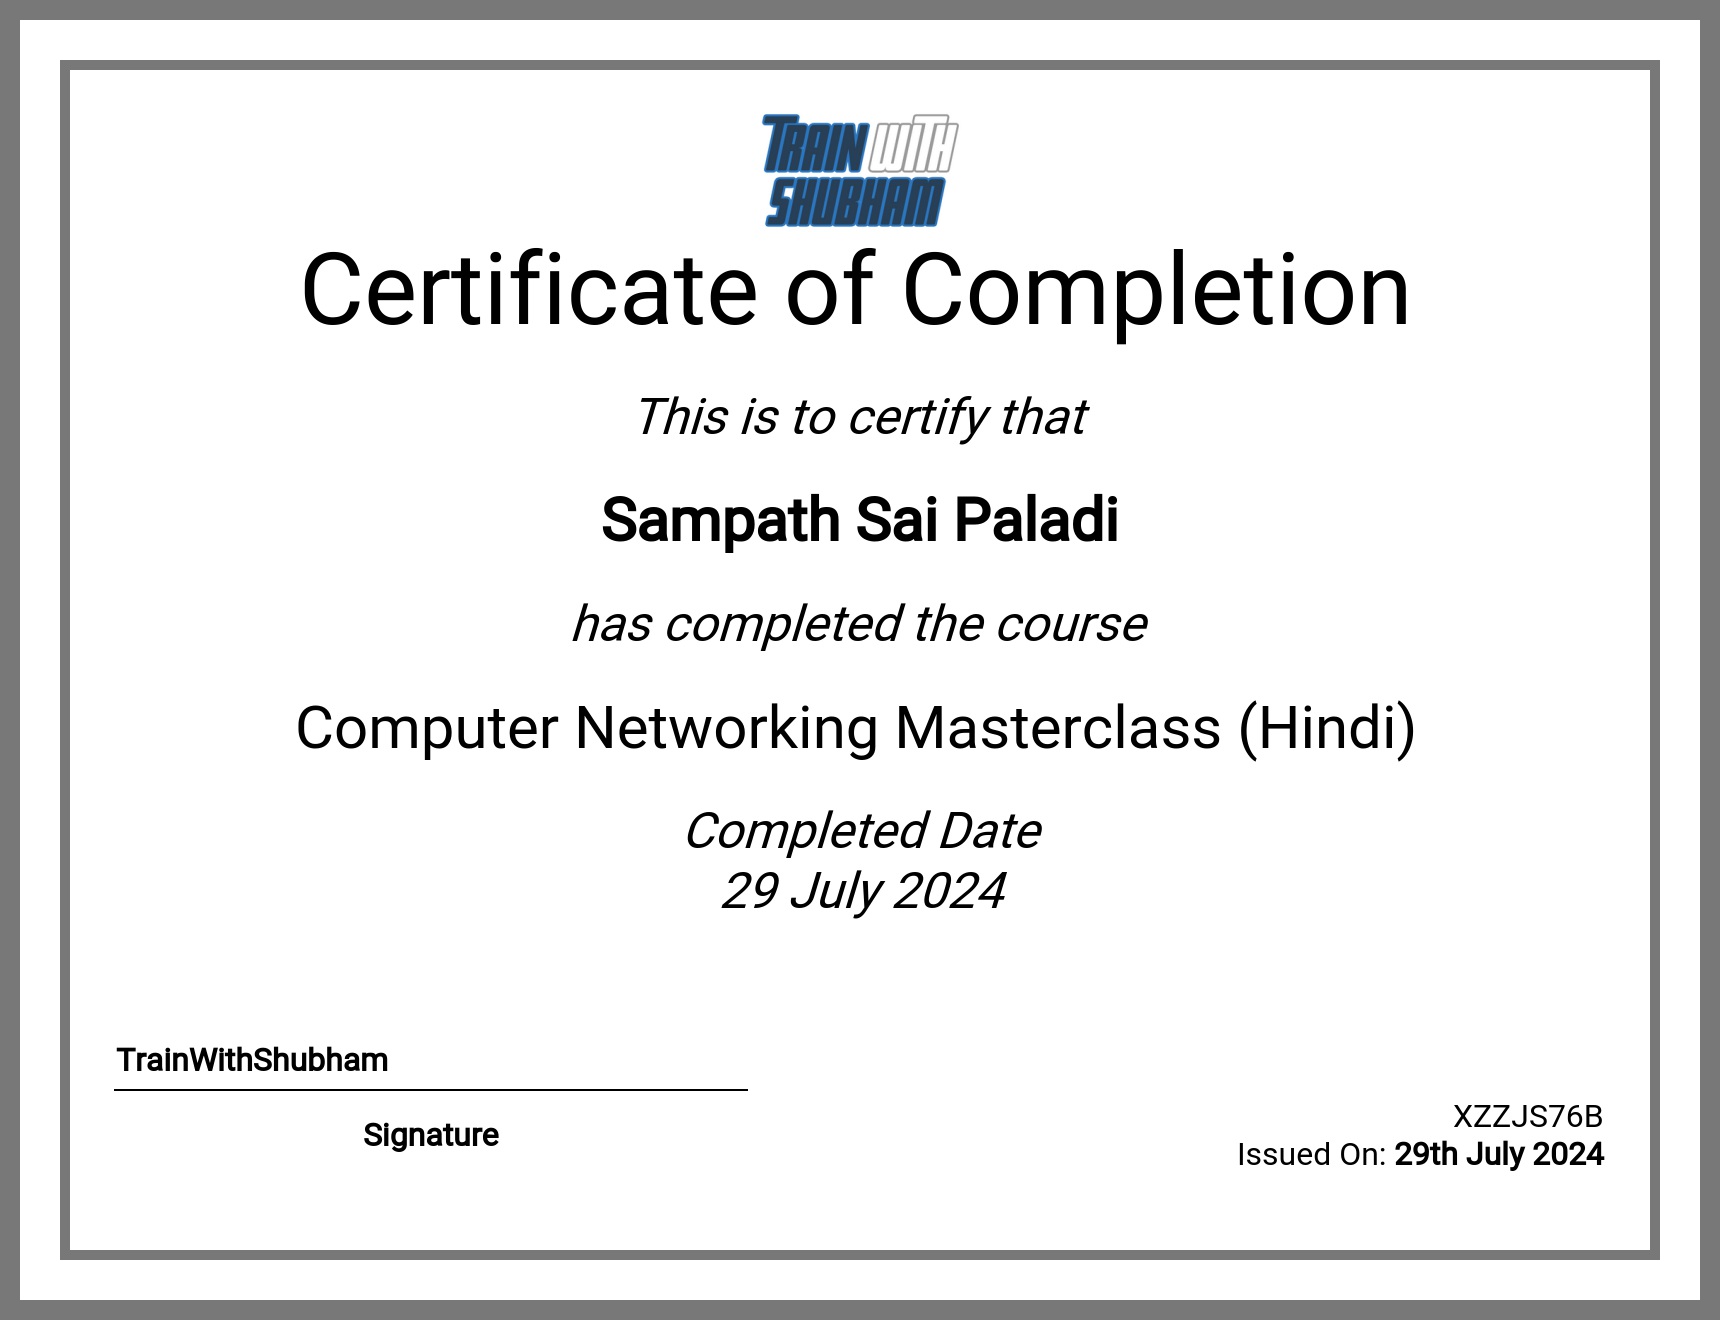 TRAIN WITH
SHUBHAM
Certificate of Completion
This is to certify that
Sampath Sai Paladi
has completed the course
Computer Networking Masterclass (Hindi)
Completed Date
29 July 2024
TrainWithShubham
Signature
XZZJS76B
Issued On: 29th July 2024